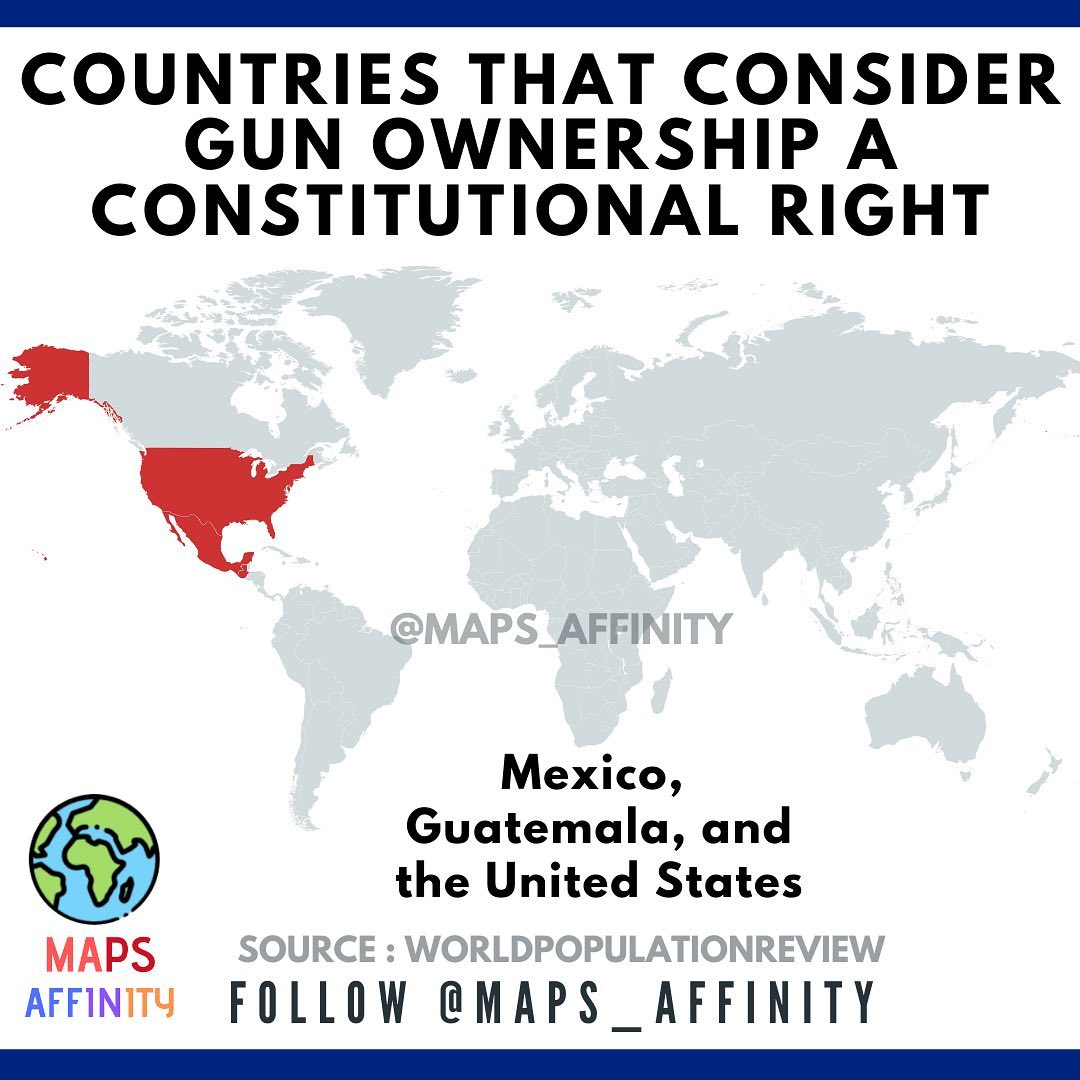 COUNTRIES THAT CONSIDER
GUN OWNERSHIP A
CONSTITUTIONAL RIGHT
@MAPS_AFFINITY
Mexico,
Guatemala, and
the United States
MAPS
AFFINITY
SOURCE : WORLDPOPULATIONREVIEW
FOLLOW @MAPS_AFFINITY